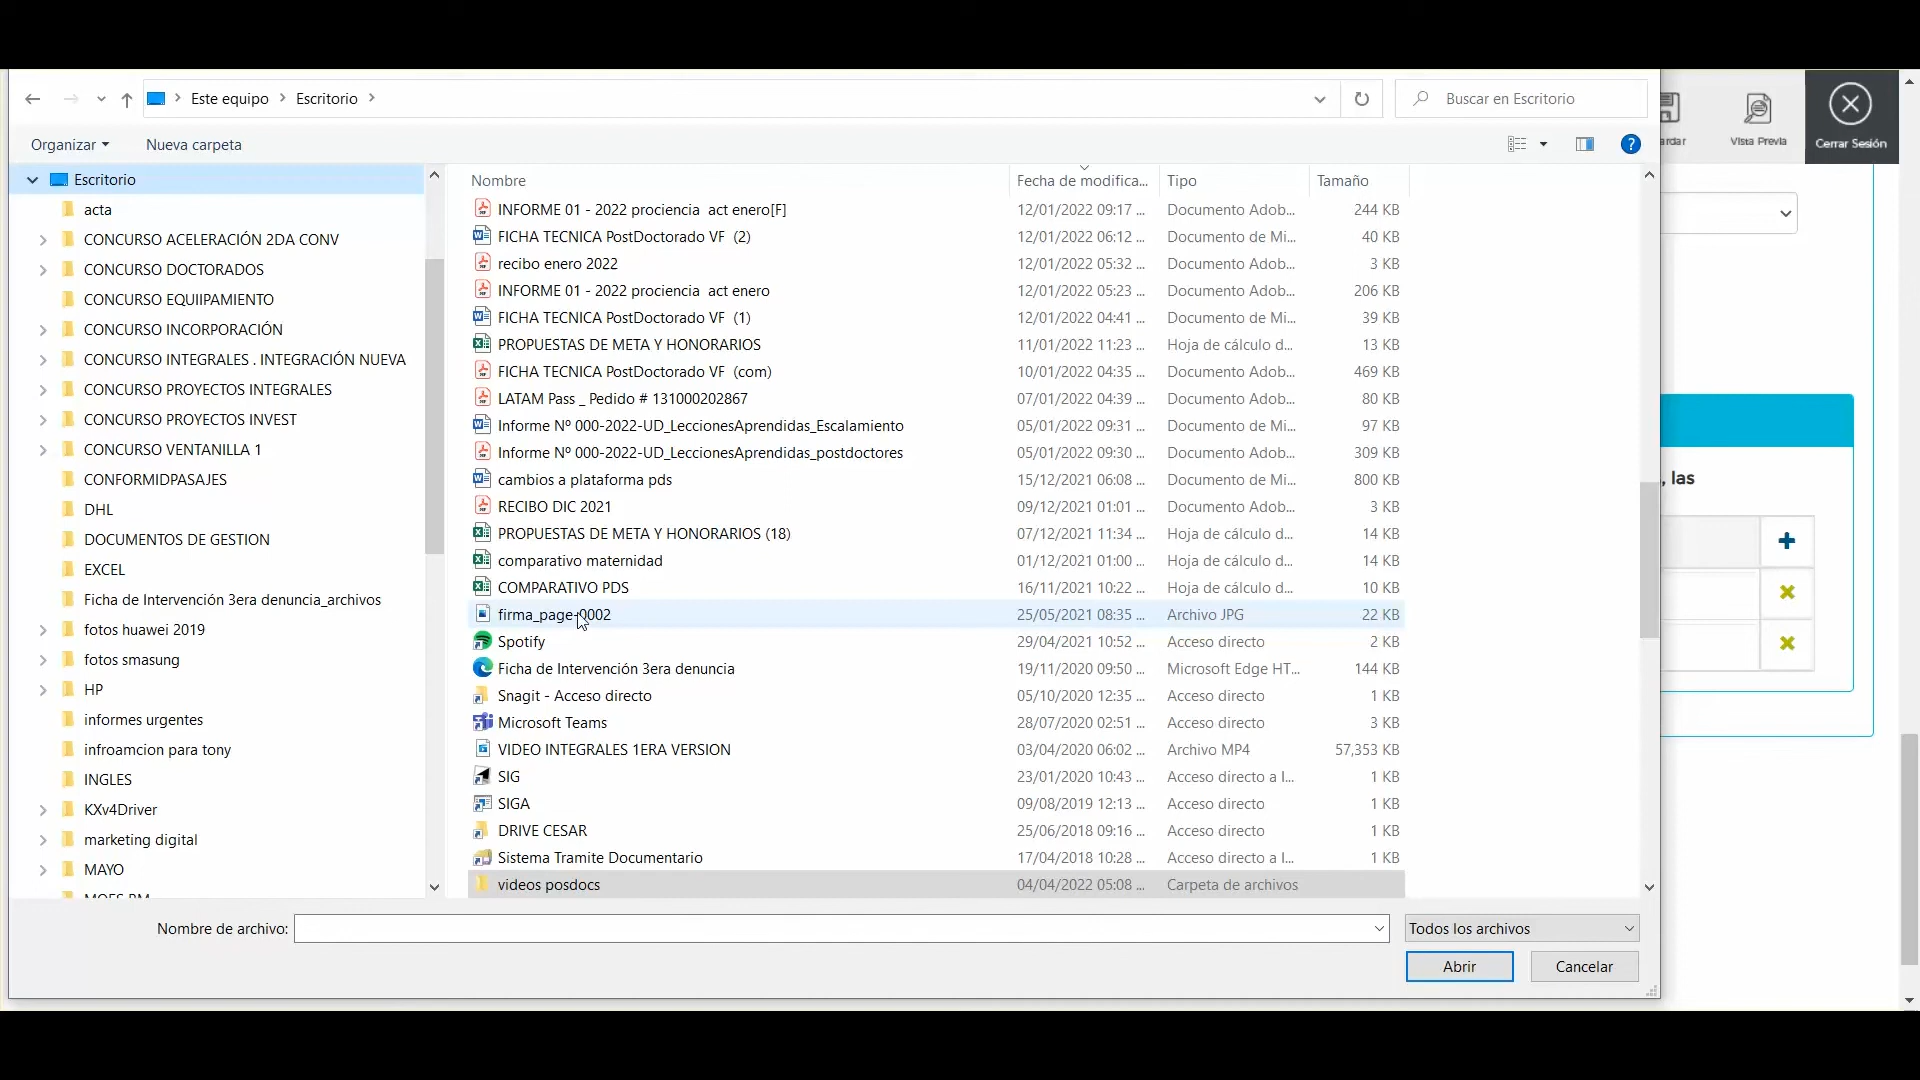 Este equipo > Escritorio >
Buscar en Escritorio
Organizar
Nueva carpeta
?
Vista Previa
Cerrar Sesión
Escritorio
acta
CONCURSO ACELERACIÓN 2DA CONV
CONCURSO DOCTORADOS
CONCURSO EQUIIPAMIENTO
CONCURSO INCORPORACIÓN
CONCURSO INTEGRALES . INTEGRACIÓN NUEVA
CONCURSO PROYECTOS INTEGRALES
CONCURSO PROYECTOS INVEST
CONCURSO VENTANILLA 1
CONFORMIDPASAJES
DHL
DOCUMENTOS DE GESTION
EXCEL
Ficha de Intervención 3era denuncia_archivos
fotos huawei 2019
fotos smasung
HP
informes urgentes
infroamcion para tony
INGLES
KXv4Driver
marketing digital
MAYO
Nombre Fecha de modifica... Tipo Tamaño
INFORME 01 - 2022 prociencia act enero[F] 12/01/2022 09:17 ... Documento Adob... 244 KB
FICHA TECNICA PostDoctorado VF (2) 12/01/2022 06:12 ... Documento de Mi... 40 KB
recibo enero 2022 12/01/2022 05:32 ... Documento Adob... 3 KB
INFORME 01 - 2022 prociencia act enero 12/01/2022 05:23 ... Documento Adob... 206 KB
FICHA TECNICA PostDoctorado VF (1) 12/01/2022 04:41 ... Documento de Mi... 39 KB
PROPUESTAS DE META Y HONORARIOS 11/01/2022 11:23 ... Hoja de cálculo d... 13 KB
FICHA TECNICA PostDoctorado VF (com) 10/01/2022 04:35 ... Documento Adob... 469 KB
LATAM Pass _ Pedido # 131000202867 07/01/2022 04:39 ... Documento Adob... 80 KB
Informe Nº 000-2022-UD_LeccionesAprendidas_Escalamiento 05/01/2022 09:31 ... Documento de Mi... 97 KB
Informe Nº 000-2022-UD_LeccionesAprendidas_postdoctores 05/01/2022 09:30 ... Documento Adob... 309 KB
cambios a plataforma pds 15/12/2021 06:08 ... Documento de Mi... 800 KB
RECIBO DIC 2021 09/12/2021 01:01 ... Documento Adob... 3 KB
PROPUESTAS DE META Y HONORARIOS (18) 07/12/2021 11:34 ... Hoja de cálculo d... 14 KB
comparativo maternidad 01/12/2021 01:00 ... Hoja de cálculo d... 14 KB
COMPARATIVO PDS 16/11/2021 10:22 ... Hoja de cálculo d... 10 KB
firma_page-0002 25/05/2021 08:35 ... Archivo JPG 22 KB
Spotify 29/04/2021 10:52 ... Acceso directo 2 KB
Ficha de Intervención 3era denuncia 19/11/2020 09:50 ... Microsoft Edge HT... 144 KB
Snagit - Acceso directo 05/10/2020 12:35 ... Acceso directo 1 KB
Microsoft Teams 28/07/2020 02:51 ... Acceso directo 3 KB
VIDEO INTEGRALES 1ERA VERSION 03/04/2020 06:02 ... Archivo MP4 57,353 KB
SIG 23/01/2020 10:43 ... Acceso directo a I... 1 KB
SIGA 09/08/2019 12:13 ... Acceso directo 1 KB
DRIVE CESAR 25/06/2018 09:16 ... Acceso directo 1 KB
Sistema Tramite Documentario 17/04/2018 10:28 ... Acceso directo a I... 1 KB
videos posdocs 04/04/2022 05:08 ... Carpeta de archivos
, las
Nombre de archivo:
Todos los archivos
Abrir
Cancelar